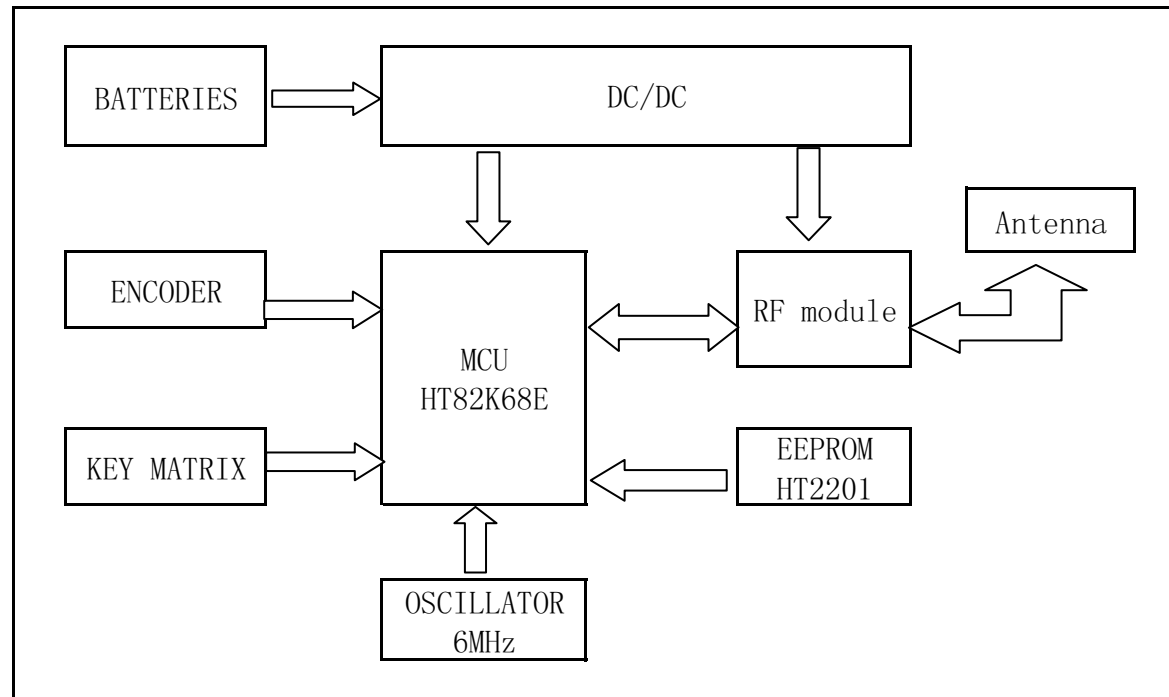 BATTERIES
DC/DC
Antenna
ENCODER
RF module
MCU
HT82K68E
KEY MATRIX
EEPROM
HT2201
OSCILLATOR
6MHz